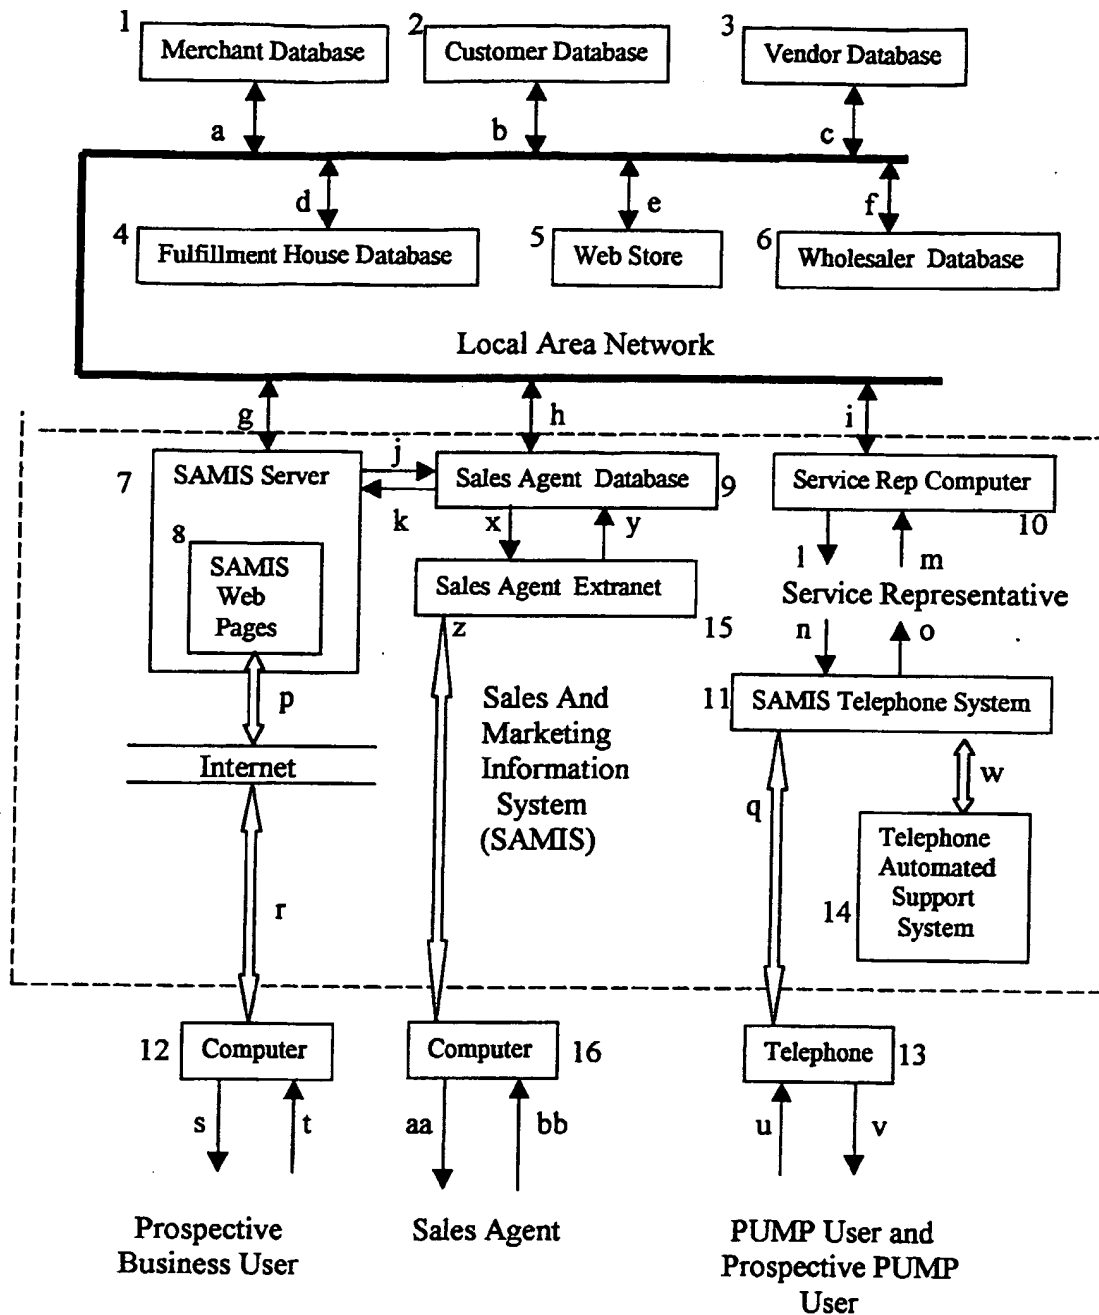 1
Merchant Database
2
Customer Database
3
Vendor Database
a
b
c
d
e
f
4
Fulfillment House Database
5
Web Store
6
Wholesaler Database
Local Area Network
g
h
i
7
SAMIS Server
j
k
Sales Agent Database
9
Service Rep Computer
10
8
SAMIS
Web
Pages
x
y
l
m
Sales Agent Extranet
15
Service Representative
z
n
o
11
SAMIS Telephone System
p
Sales And
Marketing
Information
System
(SAMIS)
Internet
q
w
r
14
Telephone
Automated
Support
System
12
Computer
Computer
16
Telephone
13
s
t
aa
bb
u
v
Prospective
Business User
Sales Agent
PUMP User and
Prospective PUMP
User